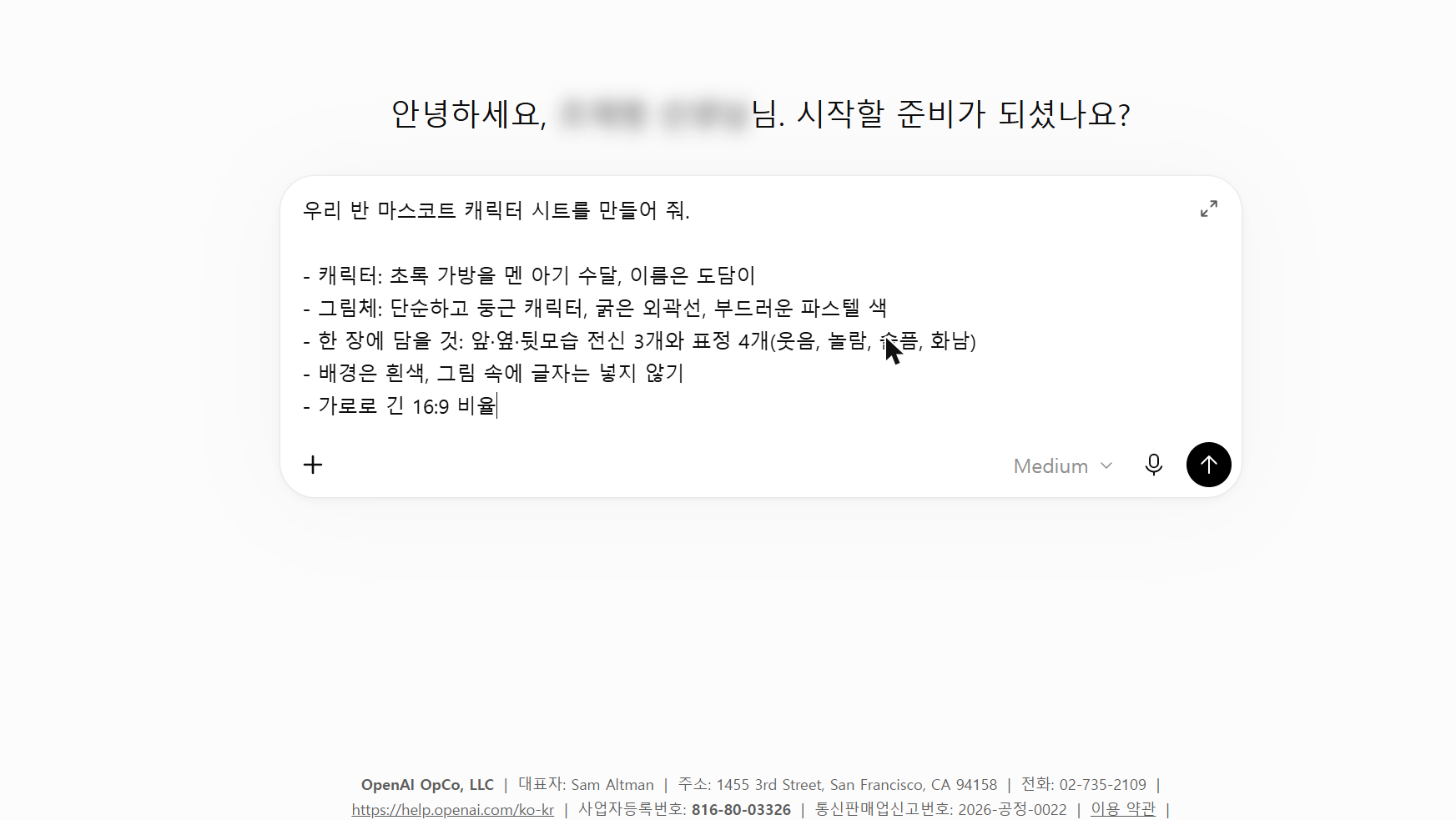 안녕하세요, 님. 시작할 준비가 되셨나요?
우리 반 마스코트 캐릭터 시트를 만들어 줘.
- 캐릭터: 초록 가방을 멘 아기 수달, 이름은 도담이
- 그림체: 단순하고 둥근 캐릭터, 굵은 외곽선, 부드러운 파스텔 색
- 한 장에 담을 것: 앞·옆·뒷모습 전신 3개와 표정 4개(웃음, 놀람, 슬픔, 화남)
- 배경은 흰색, 그림 속에 글자는 넣지 않기
- 가로로 긴 16:9 비율
Medium
OpenAI OpCo, LLC | 대표자: Sam Altman | 주소: 1455 3rd Street, San Francisco, CA 94158 | 전화: 02-735-2109 |
https://help.openai.com/ko-kr | 사업자등록번호: 816-80-03326 | 통신판매업신고번호: 2026-공정-0022 | 이용 약관 |